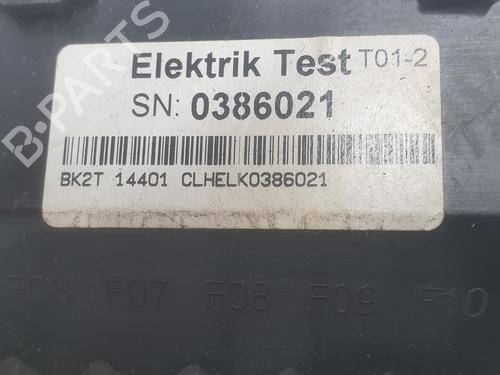 Elektrik Test T01-2
SN: 0386021
BK2T 14401 CLHELK0386021
F06 F07 F08 F09 F10
B-PARTS